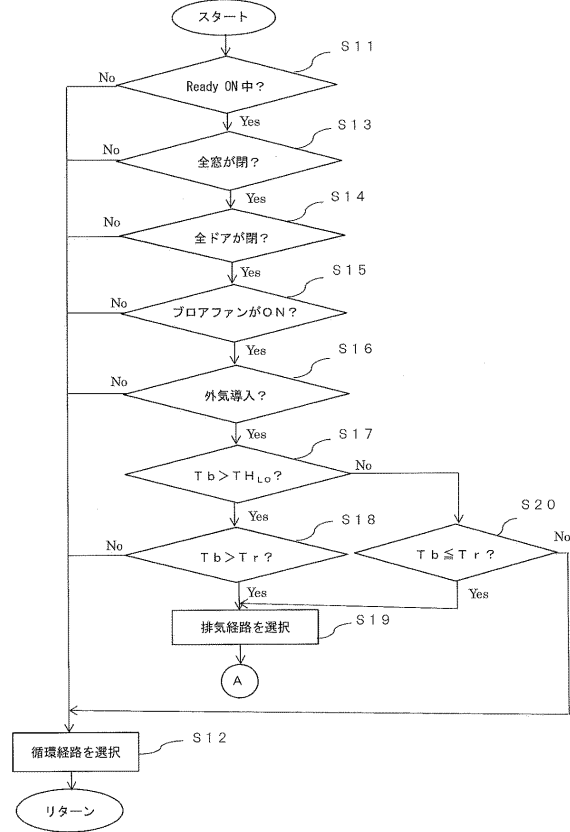 スタート
S11
Ready ON中？
No
Yes
S13
全窓が閉？
No
Yes
S14
全ドアが閉？
No
Yes
S15
ブロアファンがON？
No
Yes
S16
外気導入？
No
Yes
S17
Tb＞TH_LO？
No
Yes
S18
Tb＞Tr？
No
Yes
S20
Tb≦Tr？
No
Yes
S19
排気経路を選択
A
S12
循環経路を選択
リターン